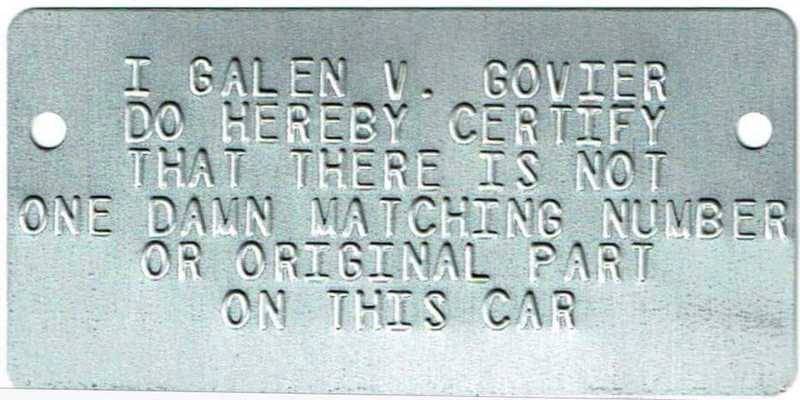 I GALEN V. GOVIER
DO HEREBY CERTIFY
THAT THERE IS NOT
ONE DAMN MATCHING NUMBER
OR ORIGINAL PART
ON THIS CAR